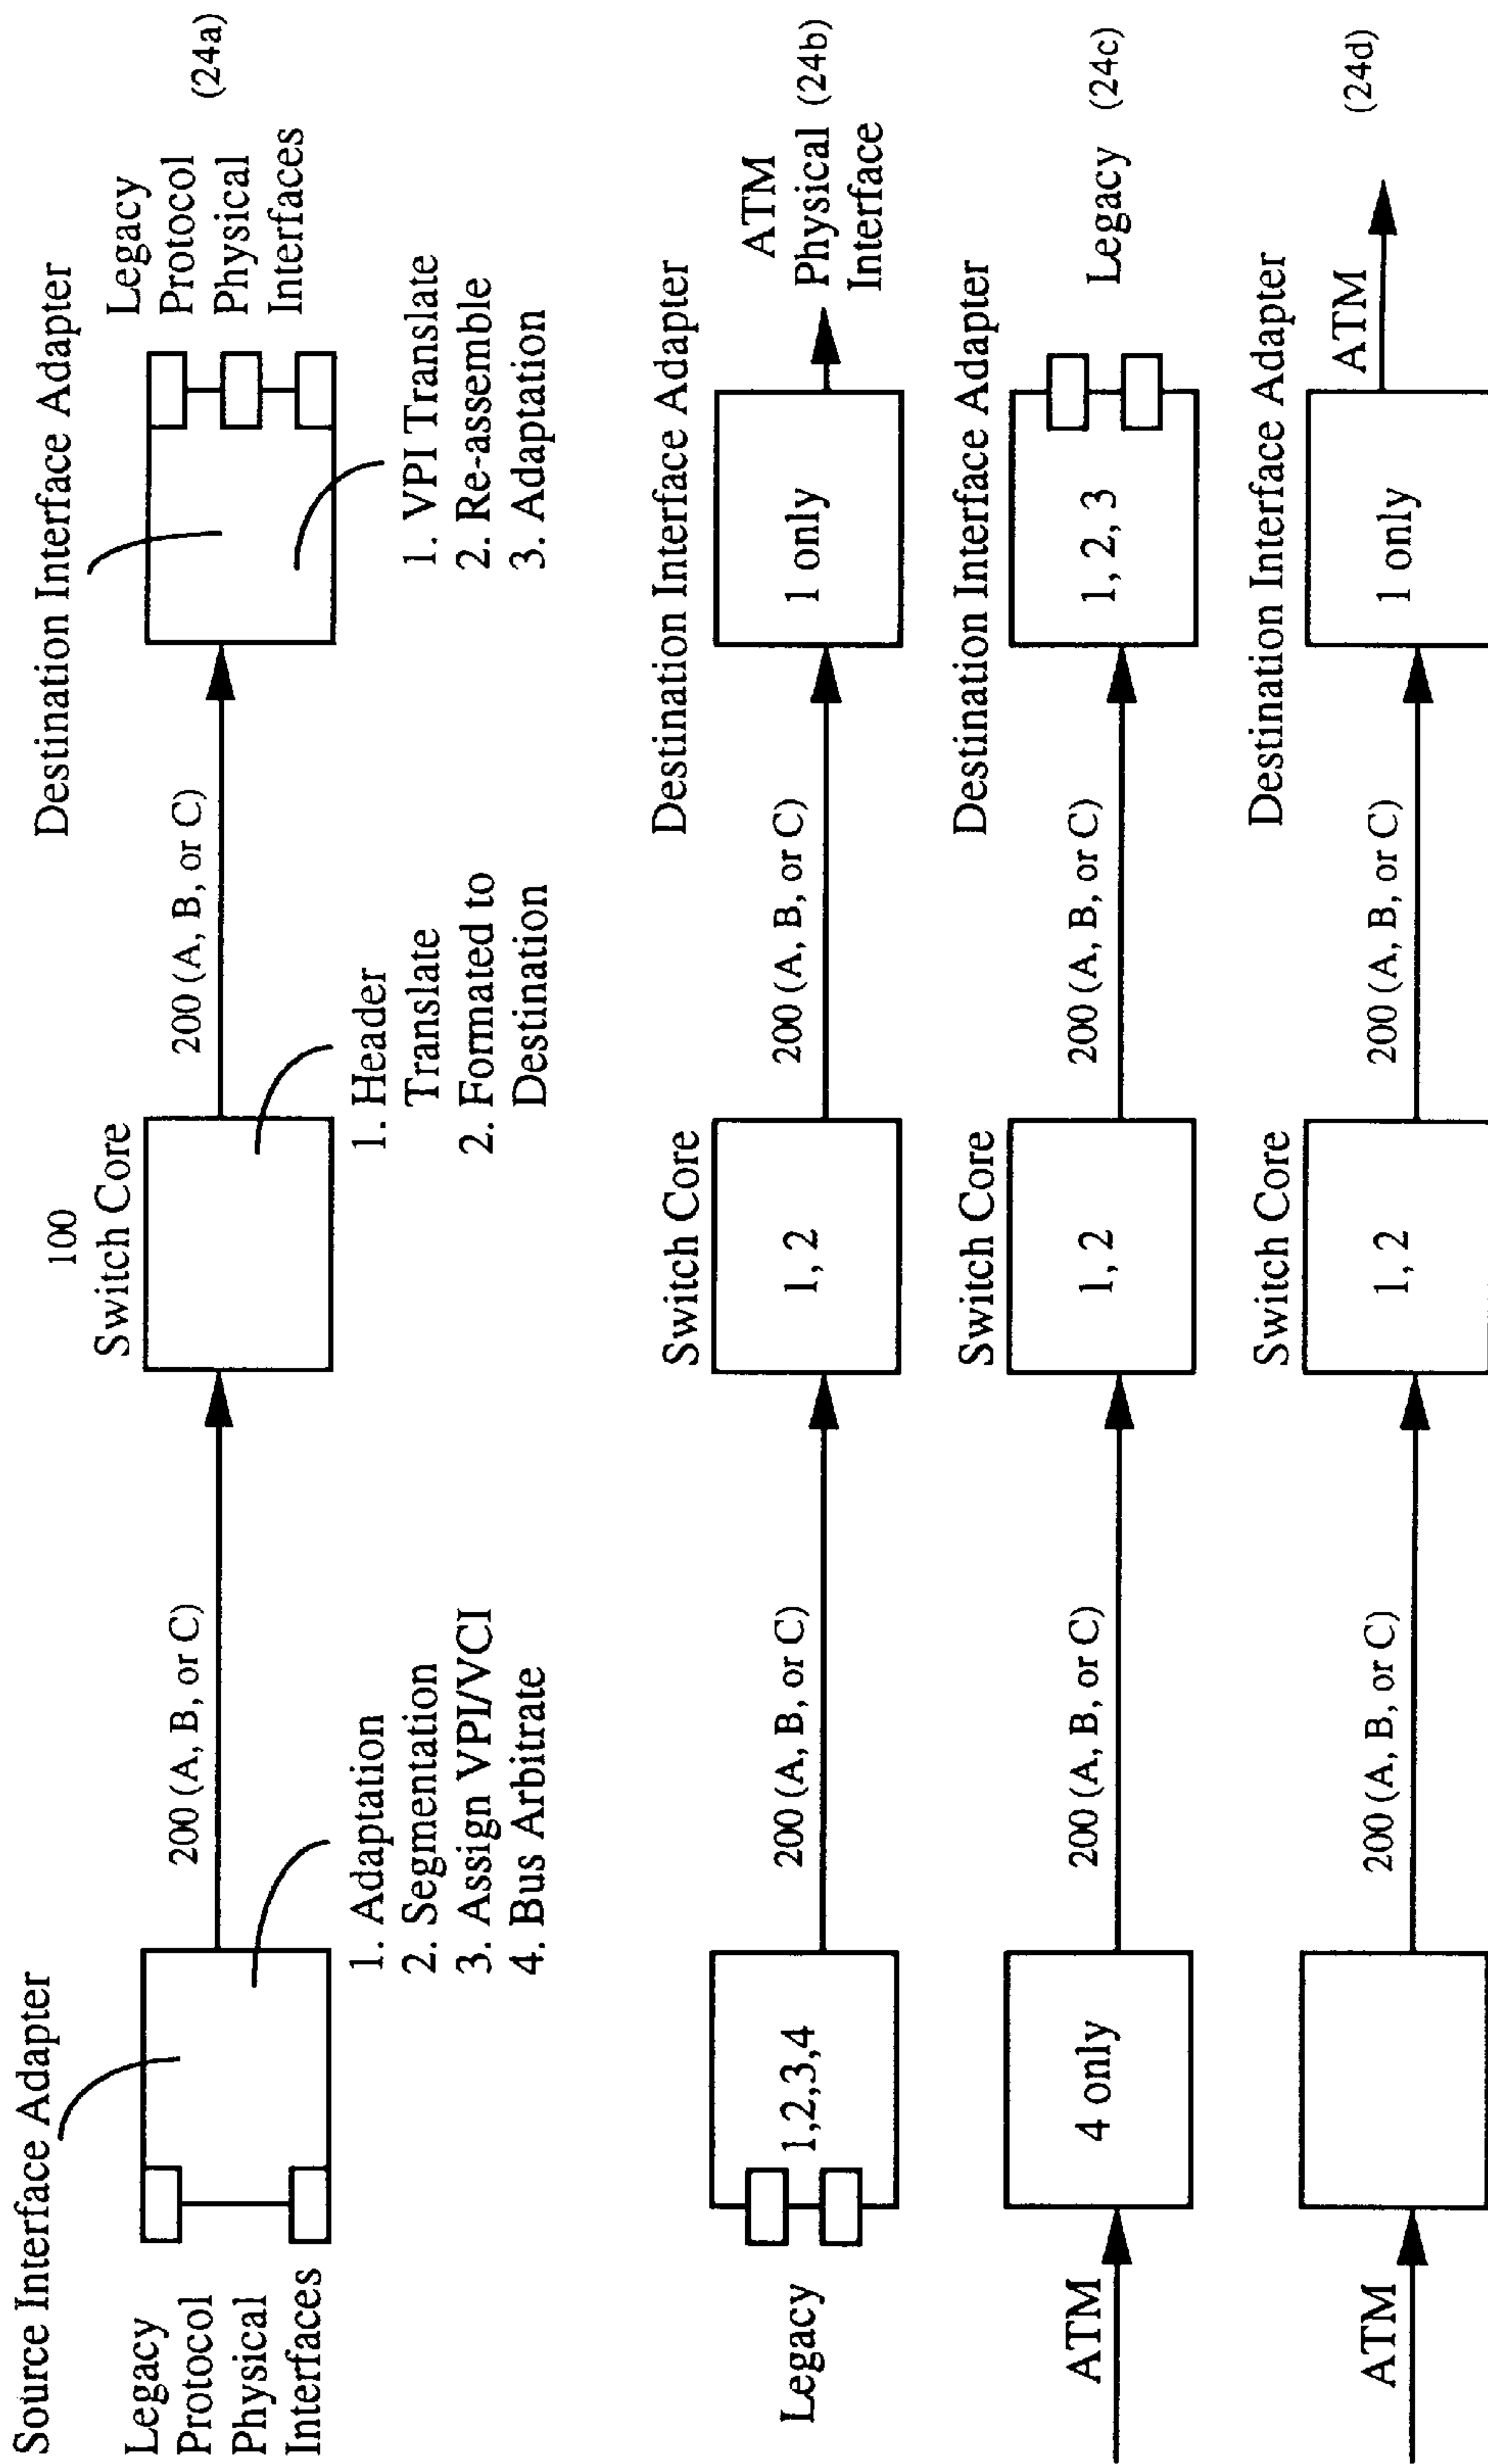 Source Interface Adapter
Legacy
Protocol
Physical
Interfaces
1. Adaptation
2. Segmentation
3. Assign VPI/VCI
4. Bus Arbitrate
200 (A, B, or C)
100
Switch Core
1. Header
Translate
2. Formated to
Destination
200 (A, B, or C)
Destination Interface Adapter
1. VPI Translate
2. Re-assemble
3. Adaptation
Legacy
Protocol
Physical
Interfaces
(24a)
Legacy
1,2,3,4
200 (A, B, or C)
Switch Core
1, 2
200 (A, B, or C)
Destination Interface Adapter
1 only
ATM
Physical
Interface
(24b)
ATM
4 only
200 (A, B, or C)
Switch Core
1, 2
200 (A, B, or C)
Destination Interface Adapter
1, 2, 3
Legacy
(24c)
ATM
200 (A, B, or C)
Switch Core
1, 2
200 (A, B, or C)
Destination Interface Adapter
1 only
ATM
(24d)